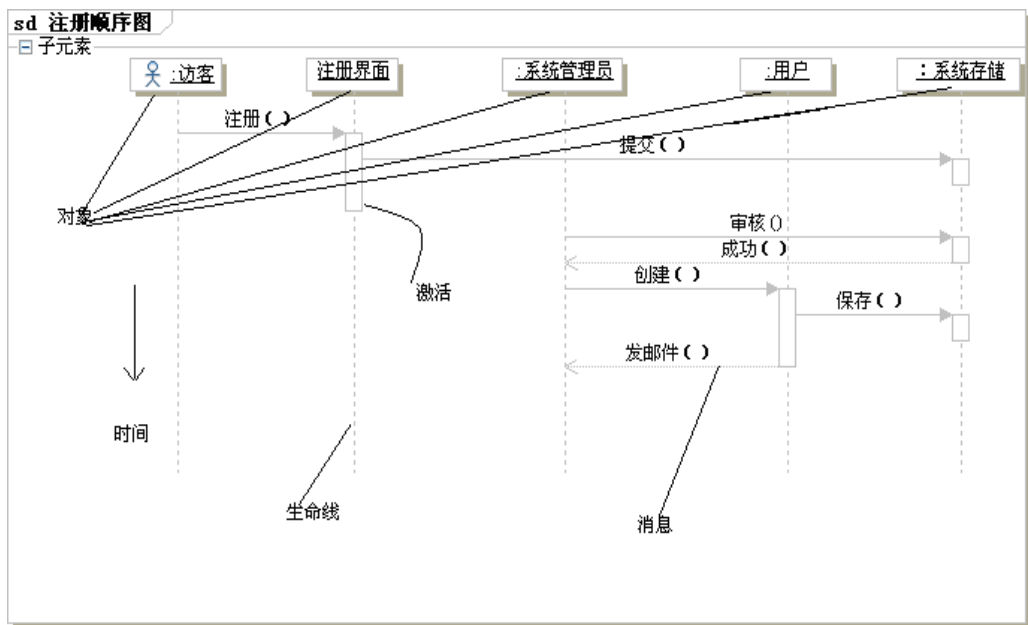 sd 注册顺序图
子元素
:访客
注册界面
:系统管理员
:用户
：系统存储
注册()
提交()
对象
审核()
成功()
创建()
激活
保存()
发邮件()
时间
生命线
消息